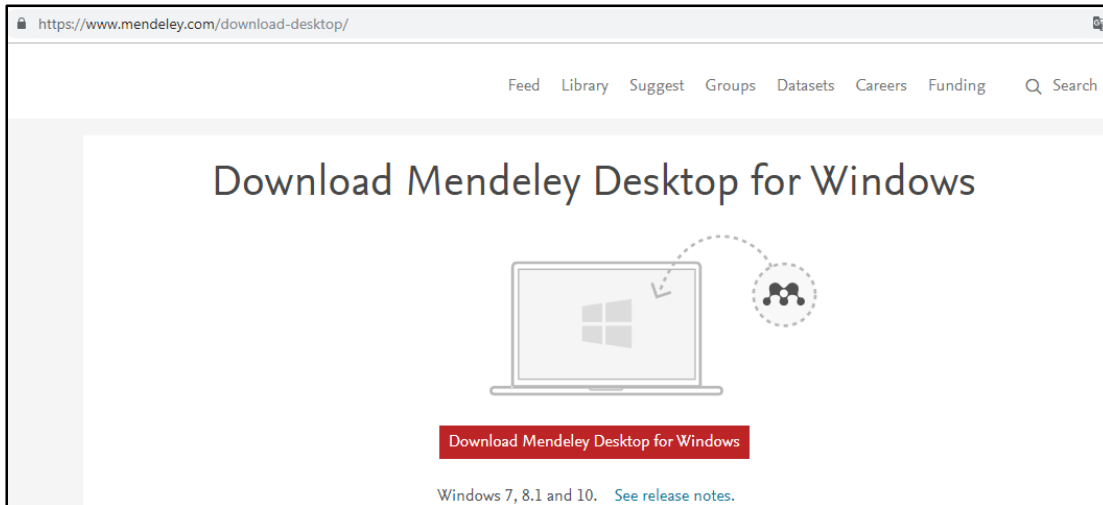 https://www.mendeley.com/download-desktop/
Feed Library Suggest Groups Datasets Careers Funding Search
Download Mendeley Desktop for Windows
Download Mendeley Desktop for Windows
Windows 7, 8.1 and 10. See release notes.